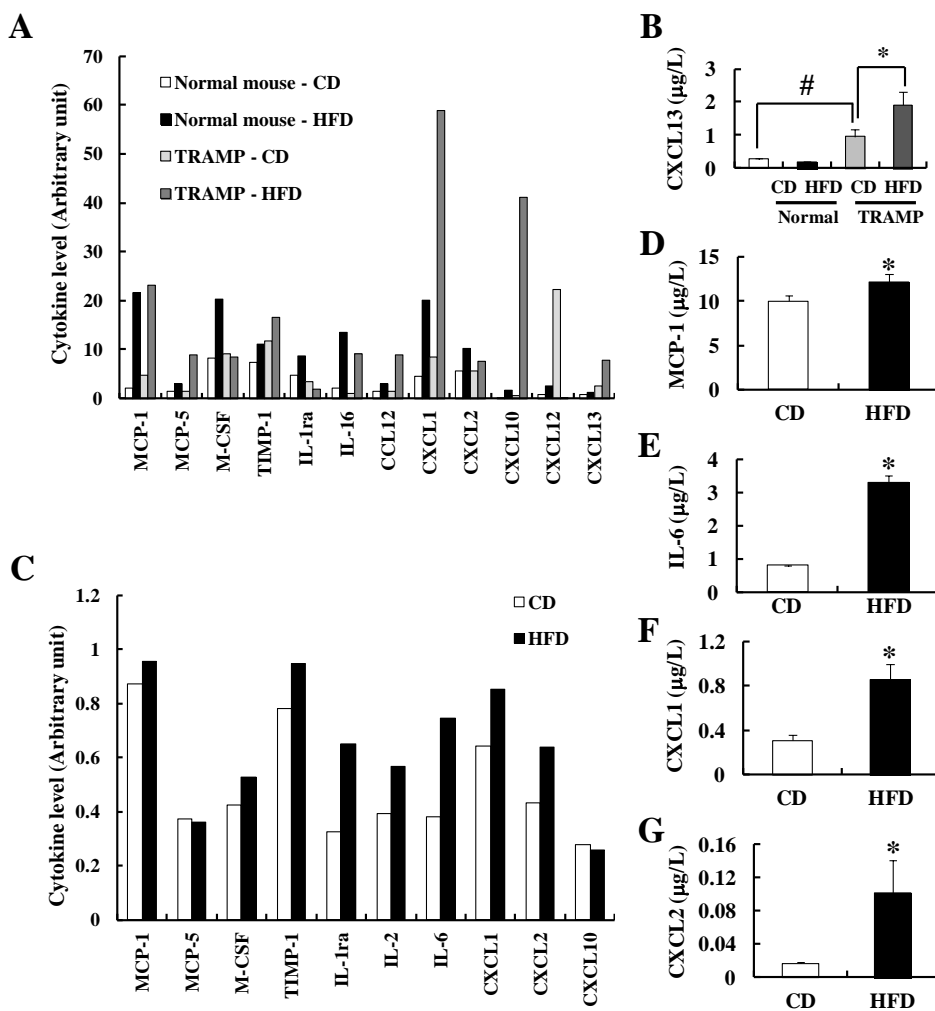 A
Cytokine level (Arbitrary unit)
70
60
50
40
30
20
10
0
Normal mouse - CD
Normal mouse - HFD
TRAMP - CD
TRAMP - HFD
MCP-1
MCP-5
M-CSF
TIMP-1
IL-1ra
IL-16
CCL12
CXCL1
CXCL2
CXCL10
CXCL12
CXCL13
B
CXCL13 (µg/L)
3
2
1
0
#
*
CD HFD CD HFD
Normal TRAMP
C
Cytokine level (Arbitrary unit)
1.2
1
0.8
0.6
0.4
0.2
0
CD
HFD
MCP-1
MCP-5
M-CSF
TIMP-1
IL-1ra
IL-2
IL-6
CXCL1
CXCL2
CXCL10
D
MCP-1 (µg/L)
15
10
5
0
*
CD HFD
E
IL-6 (µg/L)
4
3
2
1
0
*
CD HFD
F
CXCL1 (µg/L)
1.2
0.8
0.4
0
*
CD HFD
G
CXCL2 (µg/L)
0.16
0.12
0.08
0.04
0
*
CD HFD